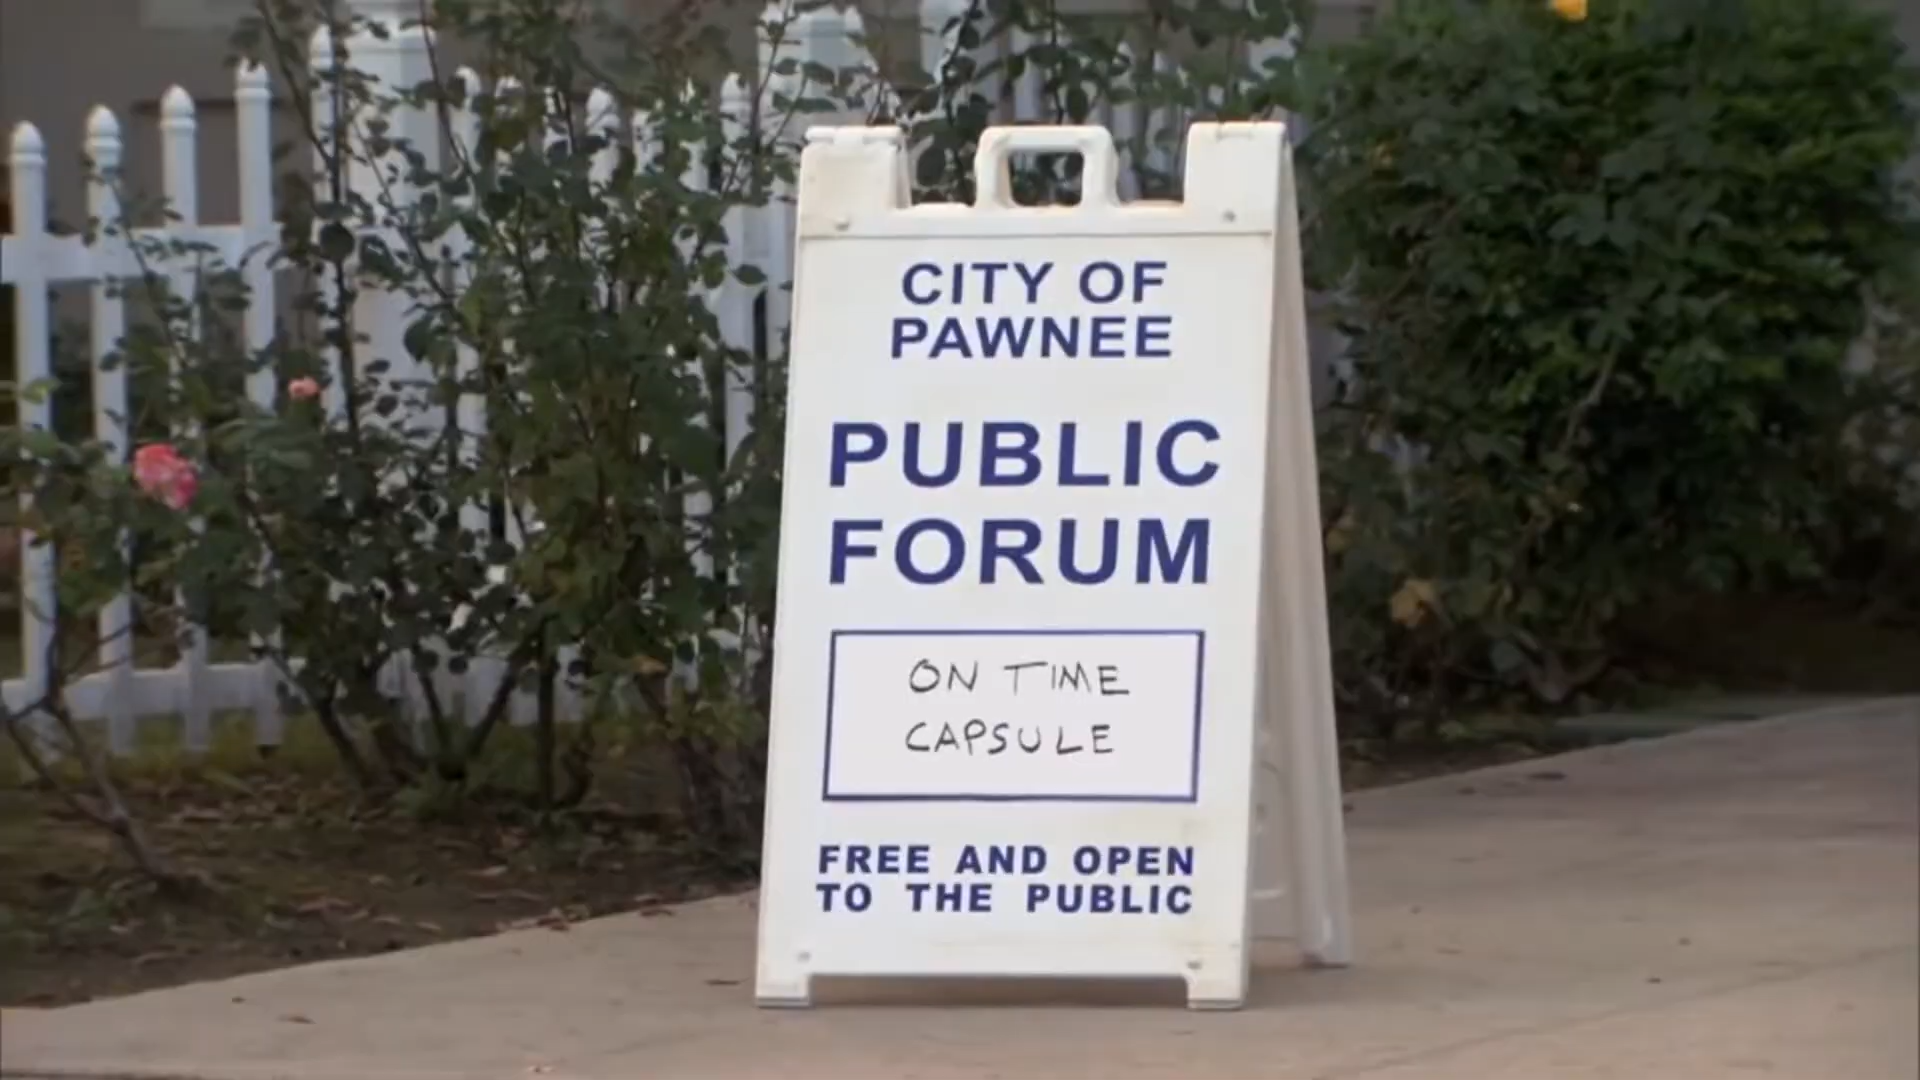 CITY OF
PAWNEE
PUBLIC
FORUM
ON TIME
CAPSULE
FREE AND OPEN
TO THE PUBLIC